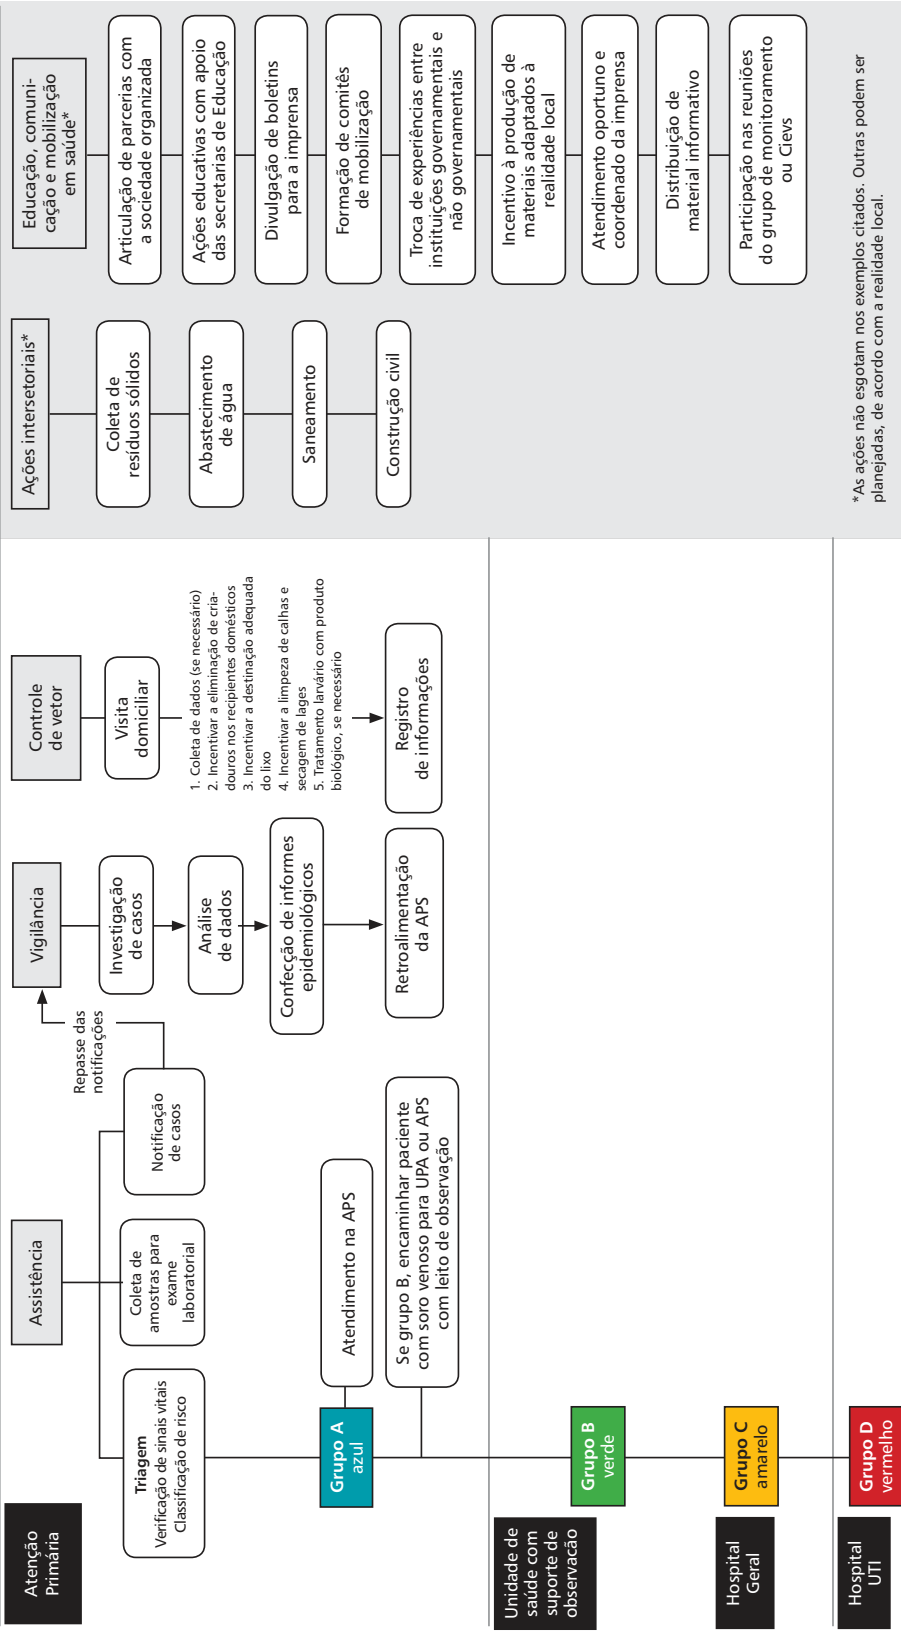 Atenção
Primária
Assistência
Triagem
Verificação de sinais vitais
Classificação de risco
Coleta de
amostras para
exame
laboratorial
Notificação
de casos
Repasse das
notificações
Grupo A
azul
Atendimento na APS
Se grupo B, encaminhar paciente
com soro venoso para UPA ou APS
com leito de observação
Vigilância
Investigação
de casos
Análise
de dados
Confecção de informes
epidemiológicos
Retroalimentação
da APS
Controle
de vetor
Visita
domiciliar
1. Coleta de dados (se necessário)
2. Incentivar a eliminação de cria-
douros nos recipientes domésticos
3. Incentivar a destinação adequada
do lixo
4. Incentivar a limpeza de calhas e
secagem de lages
5. Tratamento larvário com produto
biológico, se necessário
Registro
de informações
Unidade de
saúde com
suporte de
observacão
Grupo B
verde
Hospital
Geral
Grupo C
amarelo
Hospital
UTI
Grupo D
vermelho
Ações intersetoriais*
Coleta de
resíduos sólidos
Abastecimento
de água
Saneamento
Construção civil
Educação, comuni-
cação e mobilização
em saúde*
Articulação de parcerias com
a sociedade organizada
Ações educativas com apoio
das secretarias de Educação
Divulgação de boletins
para a imprensa
Formação de comitês
de mobilização
Troca de experiências entre
instituições governamentais e
não governamentais
Incentivo à produção de
materiais adaptados à
realidade local
Atendimento oportuno e
coordenado da imprensa
Distribuição de
material informativo
Participação nas reuniões
do grupo de monitoramento
ou Cievs
*As ações não esgotam nos exemplos citados. Outras podem ser
planejadas, de acordo com a realidade local.